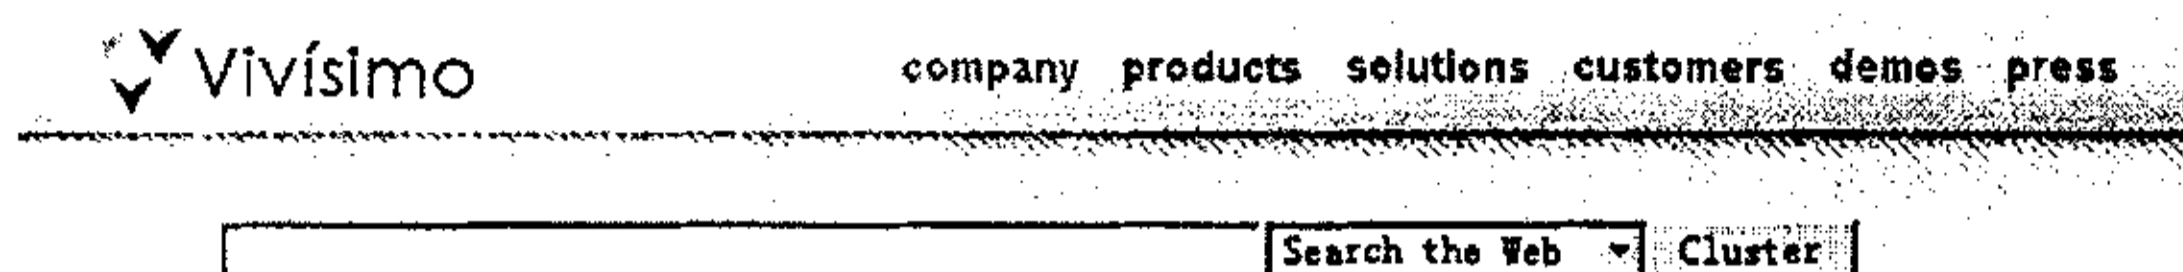 Vivísimo company products solutions customers demos press
Search the Web Cluster